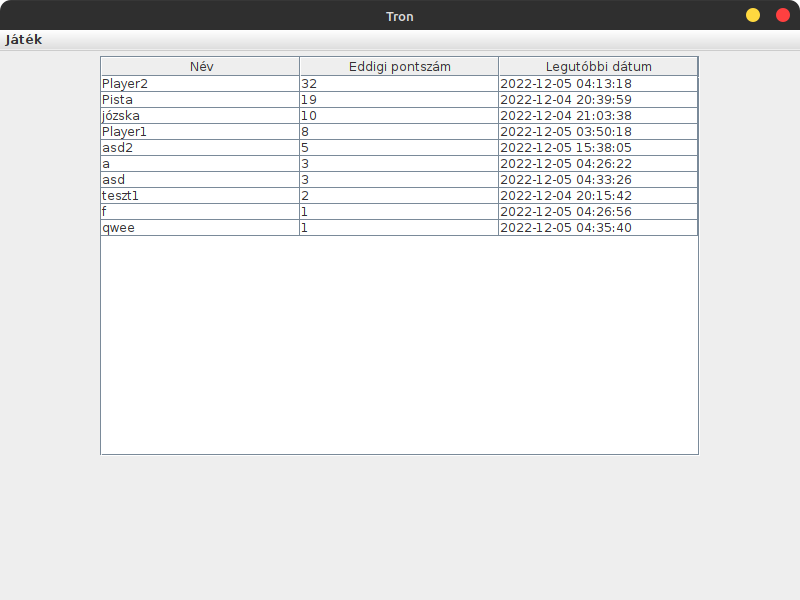 Tron
Játék
Név Eddigi pontszám Legutóbbi dátum
Player2 32 2022-12-05 04:13:18
Pista 19 2022-12-04 20:39:59
józska 10 2022-12-04 21:03:38
Player1 8 2022-12-05 03:50:18
asd2 5 2022-12-05 15:38:05
a 3 2022-12-05 04:26:22
asd 3 2022-12-05 04:33:26
teszt1 2 2022-12-04 20:15:42
f 1 2022-12-05 04:26:56
qwee 1 2022-12-05 04:35:40